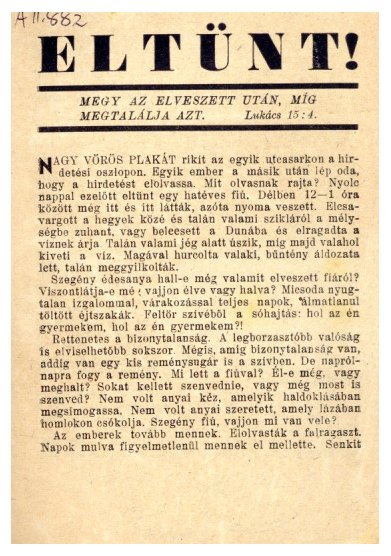 A 11.882
ELTÜNT!
MEGY AZ ELVESZETT UTÁN, MÍG
MEGTALÁLJA AZT. Lukács 15:4.
NAGY VÖRÖS PLAKÁT rikit az egyik utcasarkon a hir-
detési oszlopon. Egyik ember a másik után lép oda,
hogy a hirdetést elolvassa. Mit olvasnak rajta? Nyolc
nappal ezelőtt eltünt egy hatéves fiú. Délben 12—1 óra
között még itt és itt látták, azóta nyoma veszett. Elcsa-
vargott a hegyek közé és talán valami szikláról a mély-
ségbe zuhant, vagy beleesett a Dunába és elragadta a
víznek árja Talán valami jég alatt úszik, míg majd valahol
kiveti a víz. Magával hurcolta valaki, bűntény áldozata
lett, talán meggyilkolták.
Szegény édesanya hall-e még valamit elveszett fiáról?
Viszontlátja-e mé vajjon élve vagy halva? Micsoda nyug-
talan izgalommal, várakozással teljes napok, álmatlanul
töltött éjtszakák. Feltör szívéből a sóhajtás: hol az én
gyermekem, hol az én gyermekem?!
Rettenetes a bizonytalanság. A legborzasztóbb valóság
is elviselhetőbb sokszor. Mégis, amíg bizonytalanság van,
addig van egy kis reménysugár is a szívben. De napról-
napra fogy a remény. Mi lett a fiúval? Él-e még, vagy
meghalt? Sokat kellett szenvednie, vagy még most is
szenved? Nem volt anyai kéz, amelyik haldoklásában
megsimogassa. Nem volt anyai szeretett, amely lázában
homlokon csókolja. Szegény fiú, vajjon mi van vele?
Az emberek tovább mennek. Elolvasták a falragaszt.
Napok mulva figyelmetlenül mennek el mellette. Senkit